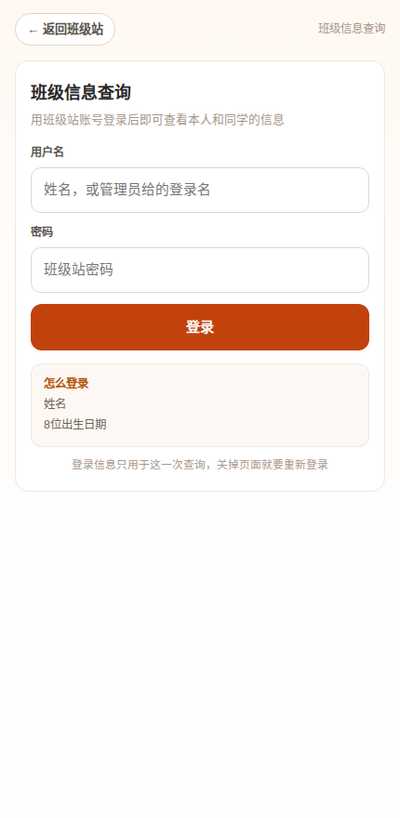 ← 返回班级站
班级信息查询
班级信息查询
用班级站账号登录后即可查看本人和同学的信息
用户名
姓名，或管理员给的登录名
密码
班级站密码
登录
怎么登录
姓名
8位出生日期
登录信息只用于这一次查询，关掉页面就要重新登录